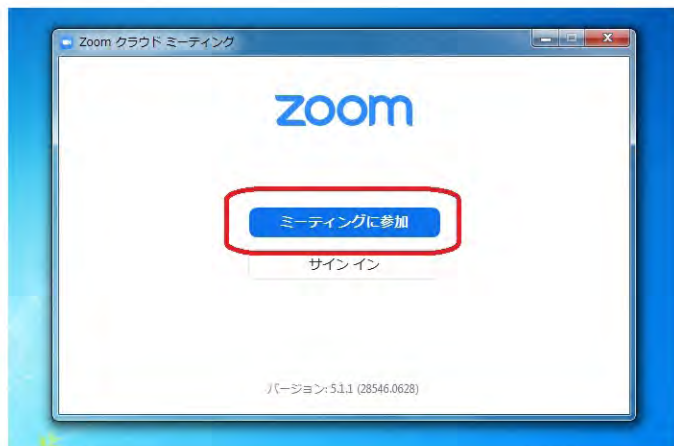 Zoom クラウド ミーティング
zoom
ミーティングに参加
サイン イン
バージョン: 5.1.1 (28546.0628)